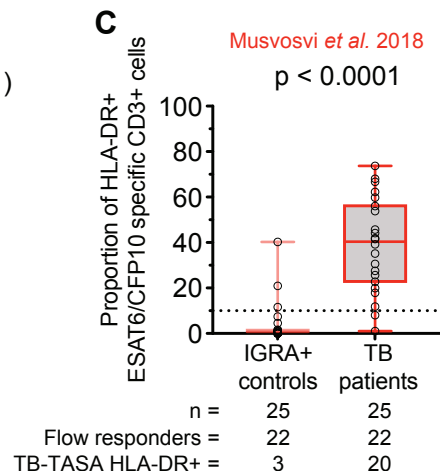 C
Musvosvi et al. 2018
)
p < 0.0001
Proportion of HLA-DR+
ESAT6/CFP10 specific CD3+ cells
100
80
60
40
20
0
IGRA+ controls
TB patients
n = 25 25
Flow responders = 22 22
TB-TASA HLA-DR+ = 3 20